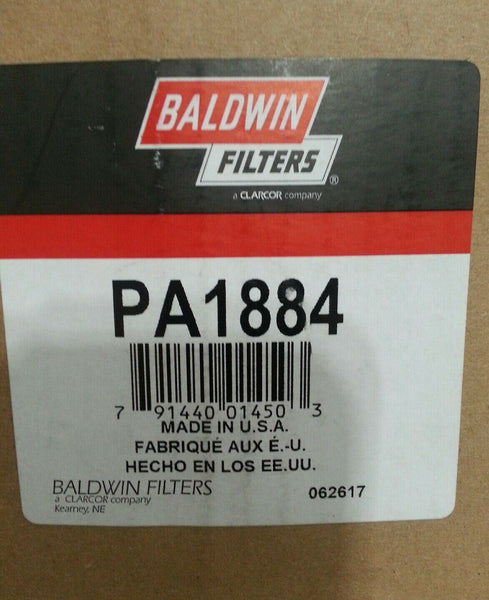 BALDWIN
FILTERS®
a CLARCOR company
PA1884
7 91440 01450 3
MADE IN U.S.A.
FABRIQUÉ AUX É.-U.
HECHO EN LOS EE.UU.
BALDWIN FILTERS
a CLARCOR company
Kearney, NE
062617